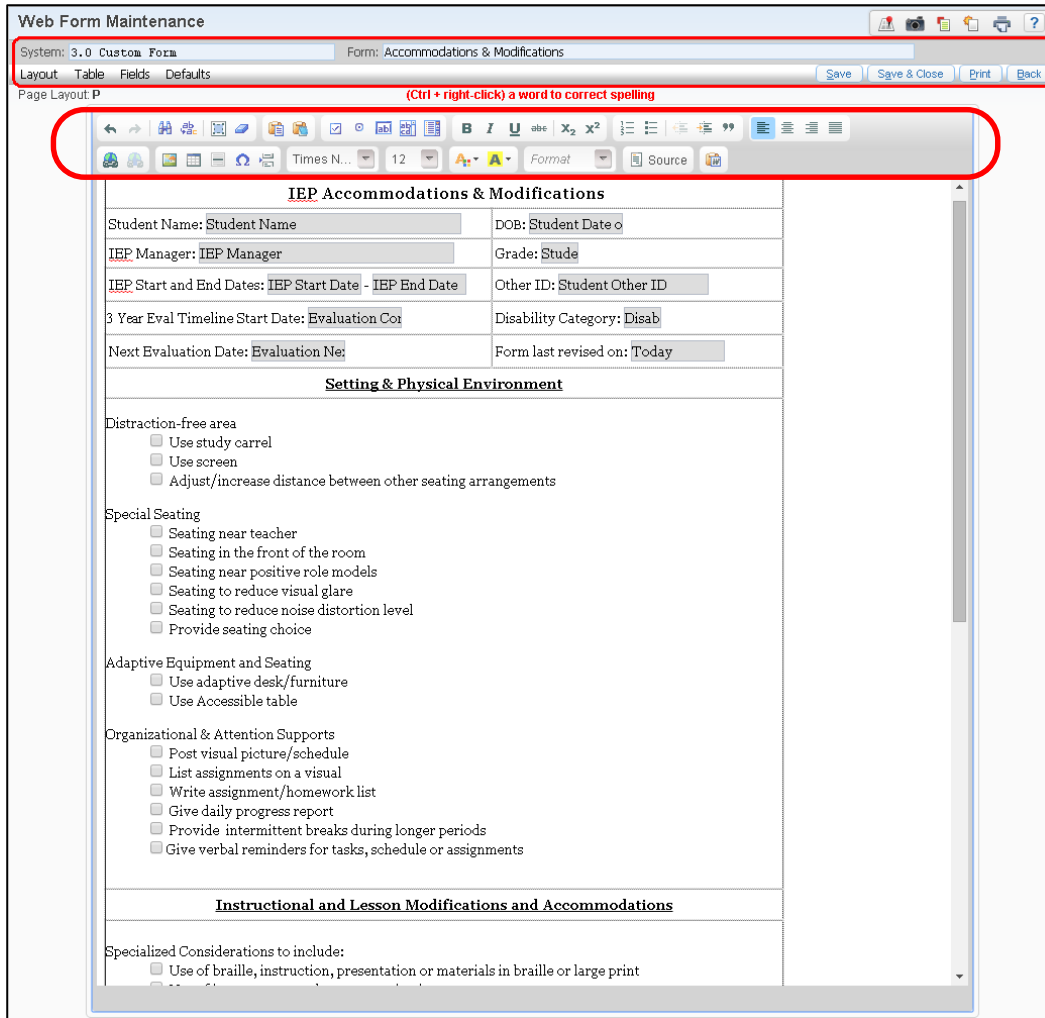 Web Form Maintenance
?
System: 3.0 Custom Form Form: Accommodations & Modifications
Layout Table Fields Defaults Save Save & Close Print Back
Page Layout: P (Ctrl + right-click) a word to correct spelling
B I U abc X₂ X²
Times N... 12 A A Format Source
IEP Accommodations & Modifications
Student Name: Student Name DOB: Student Date o
IEP Manager: IEP Manager Grade: Stude
IEP Start and End Dates: IEP Start Date - IEP End Date Other ID: Student Other ID
3 Year Eval Timeline Start Date: Evaluation Cor Disability Category: Disab
Next Evaluation Date: Evaluation Ne: Form last revised on: Today
Setting & Physical Environment
Distraction-free area
Use study carrel
Use screen
Adjust/increase distance between other seating arrangements
Special Seating
Seating near teacher
Seating in the front of the room
Seating near positive role models
Seating to reduce visual glare
Seating to reduce noise distortion level
Provide seating choice
Adaptive Equipment and Seating
Use adaptive desk/furniture
Use Accessible table
Organizational & Attention Supports
Post visual picture/schedule
List assignments on a visual
Write assignment/homework list
Give daily progress report
Provide intermittent breaks during longer periods
Give verbal reminders for tasks, schedule or assignments
Instructional and Lesson Modifications and Accommodations
Specialized Considerations to include:
Use of braille, instruction, presentation or materials in braille or large print